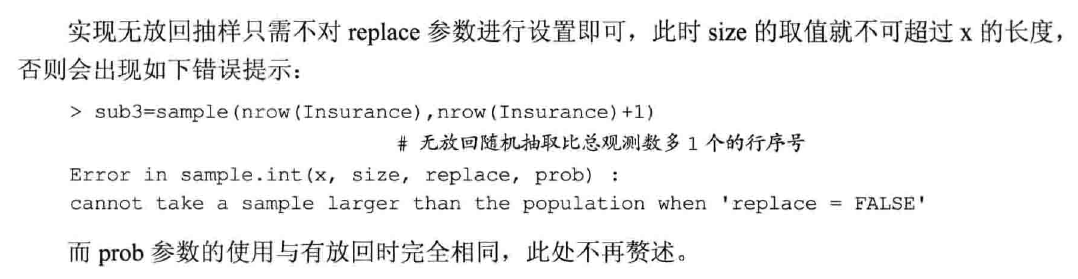 实现无放回抽样只需不对 replace 参数进行设置即可，此时 size 的取值就不可超过 x 的长度，
否则会出现如下错误提示：
> sub3=sample(nrow(Insurance),nrow(Insurance)+1)
# 无放回随机抽取比总观测数多 1 个的行序号
Error in sample.int(x, size, replace, prob) :
cannot take a sample larger than the population when 'replace = FALSE'
而 prob 参数的使用与有放回时完全相同，此处不再赘述。